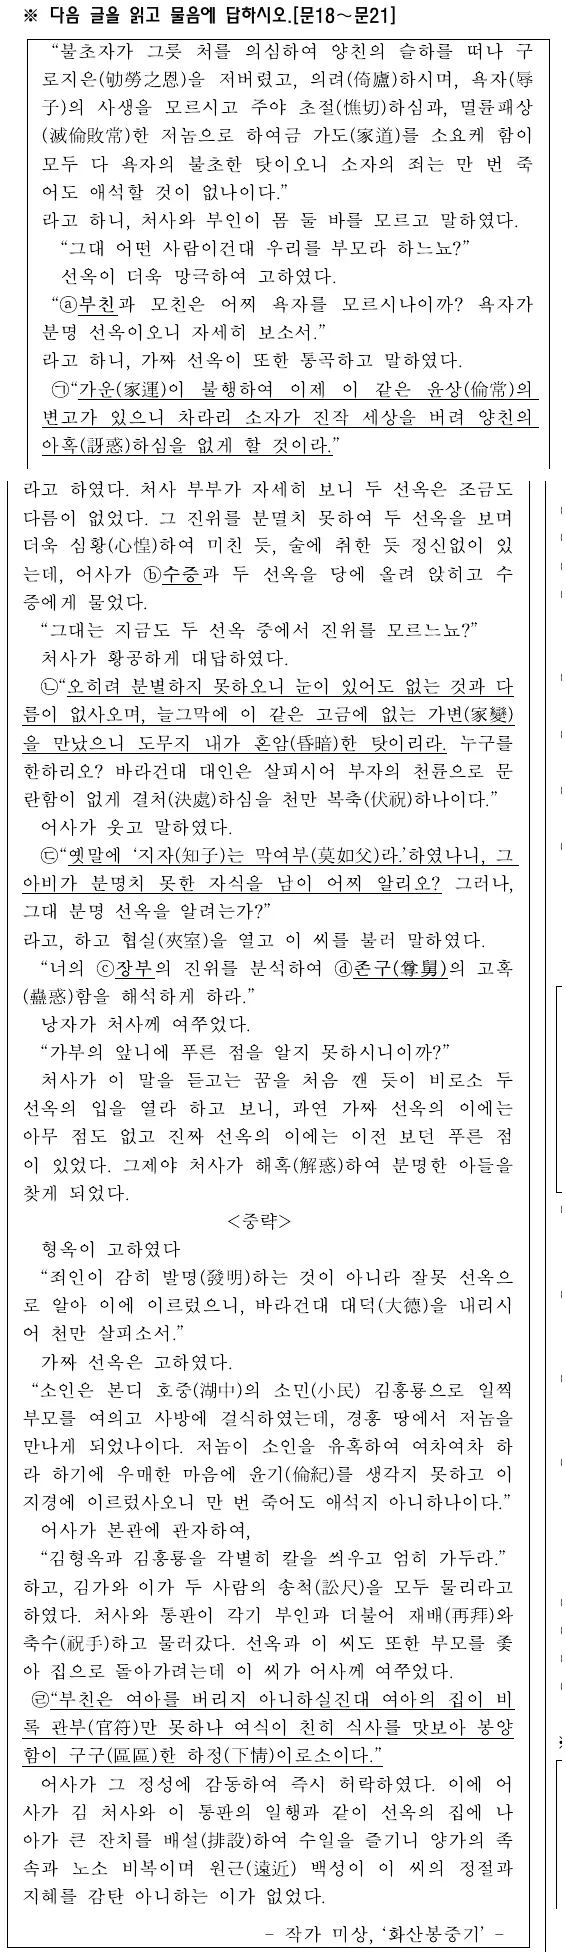 ※ 다음 글을 읽고 물음에 답하시오.[문18～문21]
“불초자가 그릇 처를 의심하여 양친의 슬하를 떠나 구
로지은(劬勞之恩)을 저버렸고, 의려(倚廬)하시며, 욕자(辱
子)의 사생을 모르시고 주야 초절(憔切)하심과, 멸륜패상
(滅倫敗常)한 저놈으로 하여금 가도(家道)를 소요케 함이
모두 다 욕자의 불초한 탓이오니 소자의 죄는 만 번 죽
어도 애석할 것이 없나이다.”
라고 하니, 처사와 부인이 몸 둘 바를 모르고 말하였다.
“그대 어떤 사람이건대 우리를 부모라 하느뇨?”
선옥이 더욱 망극하여 고하였다.
“ⓐ부친과 모친은 어찌 욕자를 모르시나이까? 욕자가
분명 선옥이오니 자세히 보소서.”
라고 하니, 가짜 선옥이 또한 통곡하고 말하였다.
㉠“가운(家運)이 불행하여 이제 이 같은 윤상(倫常)의
변고가 있으니 차라리 소자가 진작 세상을 버려 양친의
아혹(訝惑)하심을 없게 할 것이라.”
라고 하였다. 처사 부부가 자세히 보니 두 선옥은 조금도
다름이 없었다. 그 진위를 분멸치 못하여 두 선옥을 보며
더욱 심황(心惶)하여 미친 듯, 술에 취한 듯 정신없이 있
는데, 어사가 ⓑ수증과 두 선옥을 당에 올려 앉히고 수
증에게 물었다.
“그대는 지금도 두 선옥 중에서 진위를 모르느뇨?”
처사가 황공하게 대답하였다.
㉡“오히려 분별하지 못하오니 눈이 있어도 없는 것과 다
름이 없사오며, 늘그막에 이 같은 고금에 없는 가변(家變)
을 만났으니 도무지 내가 혼암(昏暗)한 탓이리라. 누구를
한하리오? 바라건대 대인은 살피시어 부자의 천륜으로 문
란함이 없게 결처(決處)하심을 천만 복축(伏祝)하나이다.”
어사가 웃고 말하였다.
㉢“옛말에 ‘지자(知子)는 막여부(莫如父)라.’하였나니, 그
아비가 분명치 못한 자식을 남이 어찌 알리오? 그러나,
그대 분명 선옥을 알려는가?”
라고, 하고 협실(夾室)을 열고 이 씨를 불러 말하였다.
“너의 ⓒ장부의 진위를 분석하여 ⓓ존구(尊舅)의 고혹
(蠱惑)함을 해석하게 하라.”
낭자가 처사께 여쭈었다.
“가부의 앞니에 푸른 점을 알지 못하시니이까?”
처사가 이 말을 듣고는 꿈을 처음 깬 듯이 비로소 두
선옥의 입을 열라 하고 보니, 과연 가짜 선옥의 이에는
아무 점도 없고 진짜 선옥의 이에는 이전 보던 푸른 점
이 있었다. 그제야 처사가 해혹(解惑)하여 분명한 아들을
찾게 되었다.
<중략>
형옥이 고하였다
“죄인이 감히 발명(發明)하는 것이 아니라 잘못 선옥으
로 알아 이에 이르렀으니, 바라건대 대덕(大德)을 내리시
어 천만 살피소서.”
가짜 선옥은 고하였다.
“소인은 본디 호중(湖中)의 소민(小民) 김홍룡으로 일찍
부모를 여의고 사방에 걸식하였는데, 경흥 땅에서 저놈을
만나게 되었나이다. 저놈이 소인을 유혹하여 여차여차 하
라 하기에 우매한 마음에 윤기(倫紀)를 생각지 못하고 이
지경에 이르렀사오니 만 번 죽어도 애석지 아니하나이다.”
어사가 본관에 관자하여,
“김형옥과 김홍룡을 각별히 칼을 씌우고 엄히 가두라.”
하고, 김가와 이가 두 사람의 송척(訟尺)을 모두 물리라고
하였다. 처사와 통판이 각기 부인과 더불어 재배(再拜)와
축수(祝手)하고 물러갔다. 선옥과 이 씨도 또한 부모를 좇
아 집으로 돌아가려는데 이 씨가 어사께 여쭈었다.
㉣“부친은 여아를 버리지 아니하실진대 여아의 집이 비
록 관부(官符)만 못하나 여식이 친히 식사를 맛보아 봉양
함이 구구(區區)한 하정(下情)이로소이다.”
어사가 그 정성에 감동하여 즉시 허락하였다. 이에 어
사가 김 처사와 이 통판의 일행과 같이 선옥의 집에 나
아가 큰 잔치를 배설(排設)하여 수일을 즐기니 양가의 족
속과 노소 비복이며 원근(遠近) 백성이 이 씨의 정절과
지혜를 감탄 아니하는 이가 없었다.
- 작가 미상, ‘화산봉중기’ -